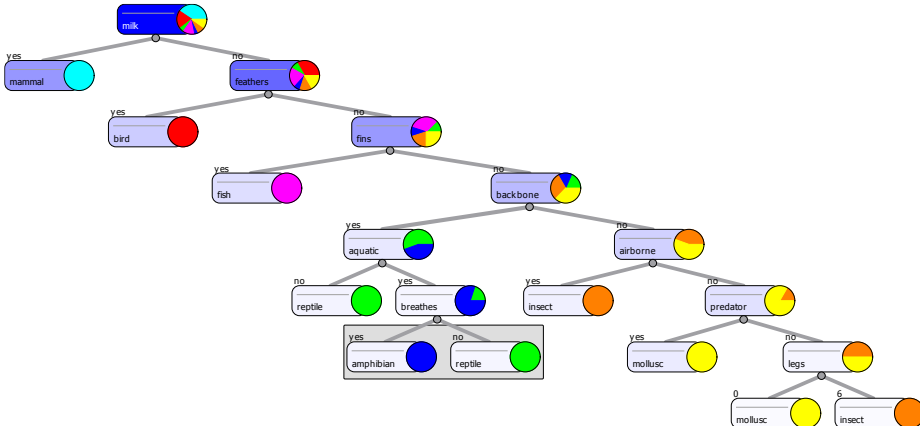 milk
yes
no
mammal
feathers
yes
no
bird
fins
yes
no
fish
backbone
yes
no
aquatic
airborne
no
yes
yes
no
reptile
breathes
insect
predator
yes
no
yes
no
amphibian
reptile
mollusc
legs
0
6
mollusc
insect